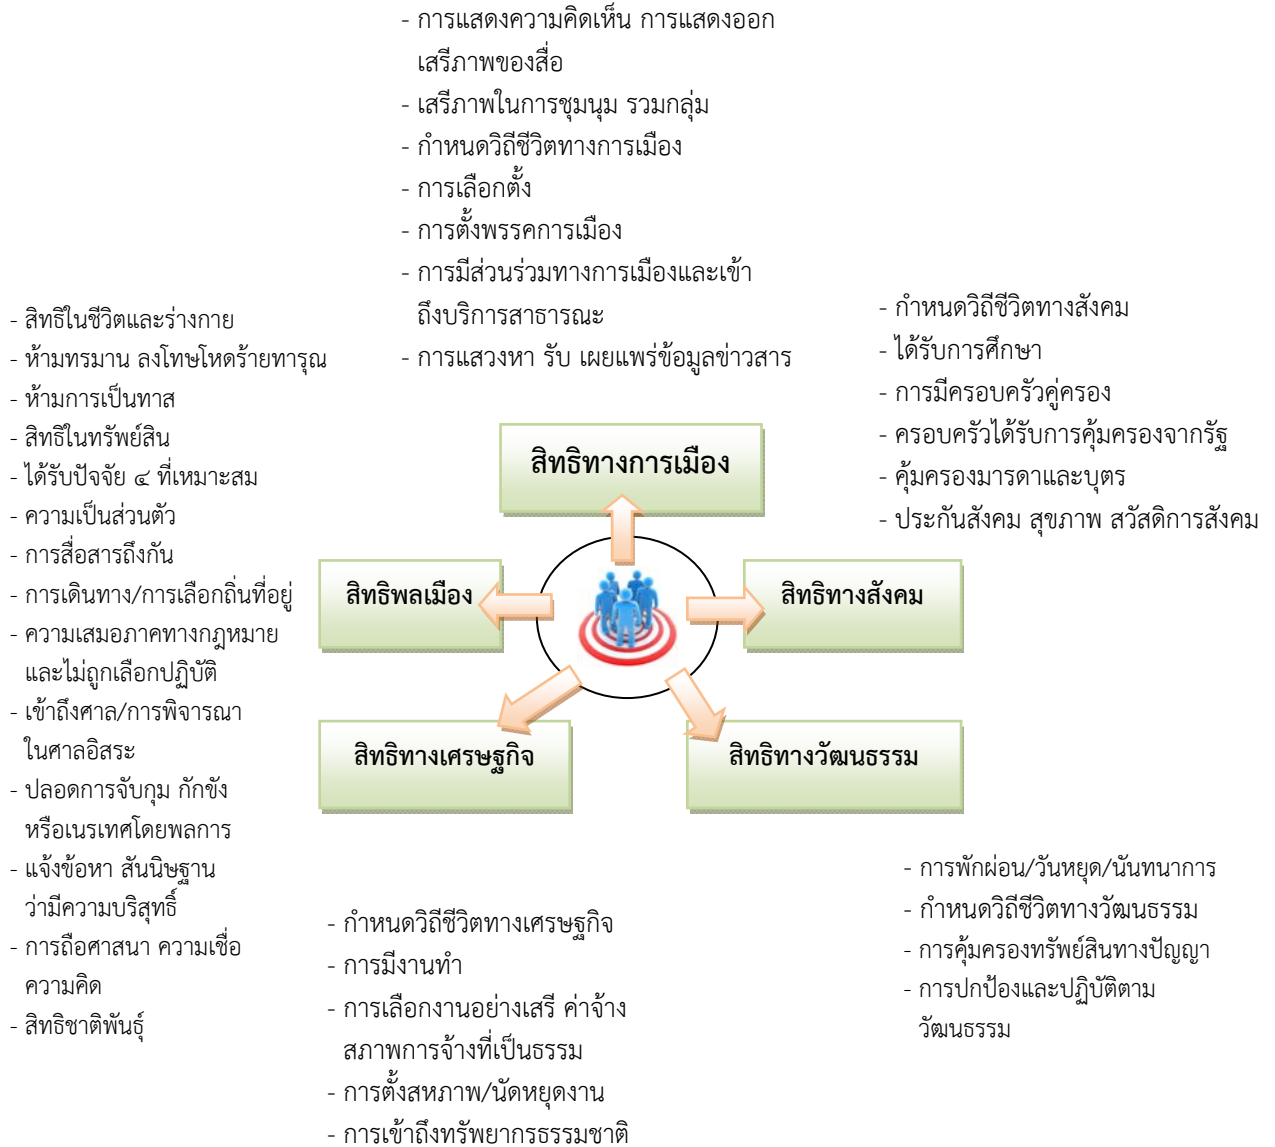 - การแสดงความคิดเห็น การแสดงออก
เสรีภาพของสื่อ
- เสรีภาพในการชุมนุม รวมกลุ่ม
- กำหนดวิถีชีวิตทางการเมือง
- การเลือกตั้ง
- การตั้งพรรคการเมือง
- การมีส่วนร่วมทางการเมืองและเข้า
ถึงบริการสาธารณะ
- การแสวงหา รับ เผยแพร่ข้อมูลข่าวสาร
- สิทธิในชีวิตและร่างกาย
- ห้ามทรมาน ลงโทษโหดร้ายทารุณ
- ห้ามการเป็นทาส
- สิทธิในทรัพย์สิน
- ได้รับปัจจัย ๔ ที่เหมาะสม
- ความเป็นส่วนตัว
- การสื่อสารถึงกัน
- การเดินทาง/การเลือกถิ่นที่อยู่
- ความเสมอภาคทางกฎหมาย
และไม่ถูกเลือกปฏิบัติ
- เข้าถึงศาล/การพิจารณา
ในศาลอิสระ
- ปลอดการจับกุม กักขัง
หรือเนรเทศโดยพลการ
- แจ้งข้อหา สันนิษฐาน
ว่ามีความบริสุทธิ์
- การถือศาสนา ความเชื่อ
ความคิด
- สิทธิชาติพันธุ์
- กำหนดวิถีชีวิตทางสังคม
- ได้รับการศึกษา
- การมีครอบครัวคู่ครอง
- ครอบครัวได้รับการคุ้มครองจากรัฐ
- คุ้มครองมารดาและบุตร
- ประกันสังคม สุขภาพ สวัสดิการสังคม
สิทธิทางการเมือง
สิทธิพลเมือง
สิทธิทางสังคม
สิทธิทางเศรษฐกิจ
สิทธิทางวัฒนธรรม
- กำหนดวิถีชีวิตทางเศรษฐกิจ
- การมีงานทำ
- การเลือกงานอย่างเสรี ค่าจ้าง
สภาพการจ้างที่เป็นธรรม
- การตั้งสหภาพ/นัดหยุดงาน
- การเข้าถึงทรัพยากรธรรมชาติ
- การพักผ่อน/วันหยุด/นันทนาการ
- กำหนดวิถีชีวิตทางวัฒนธรรม
- การคุ้มครองทรัพย์สินทางปัญญา
- การปกป้องและปฏิบัติตาม
วัฒนธรรม